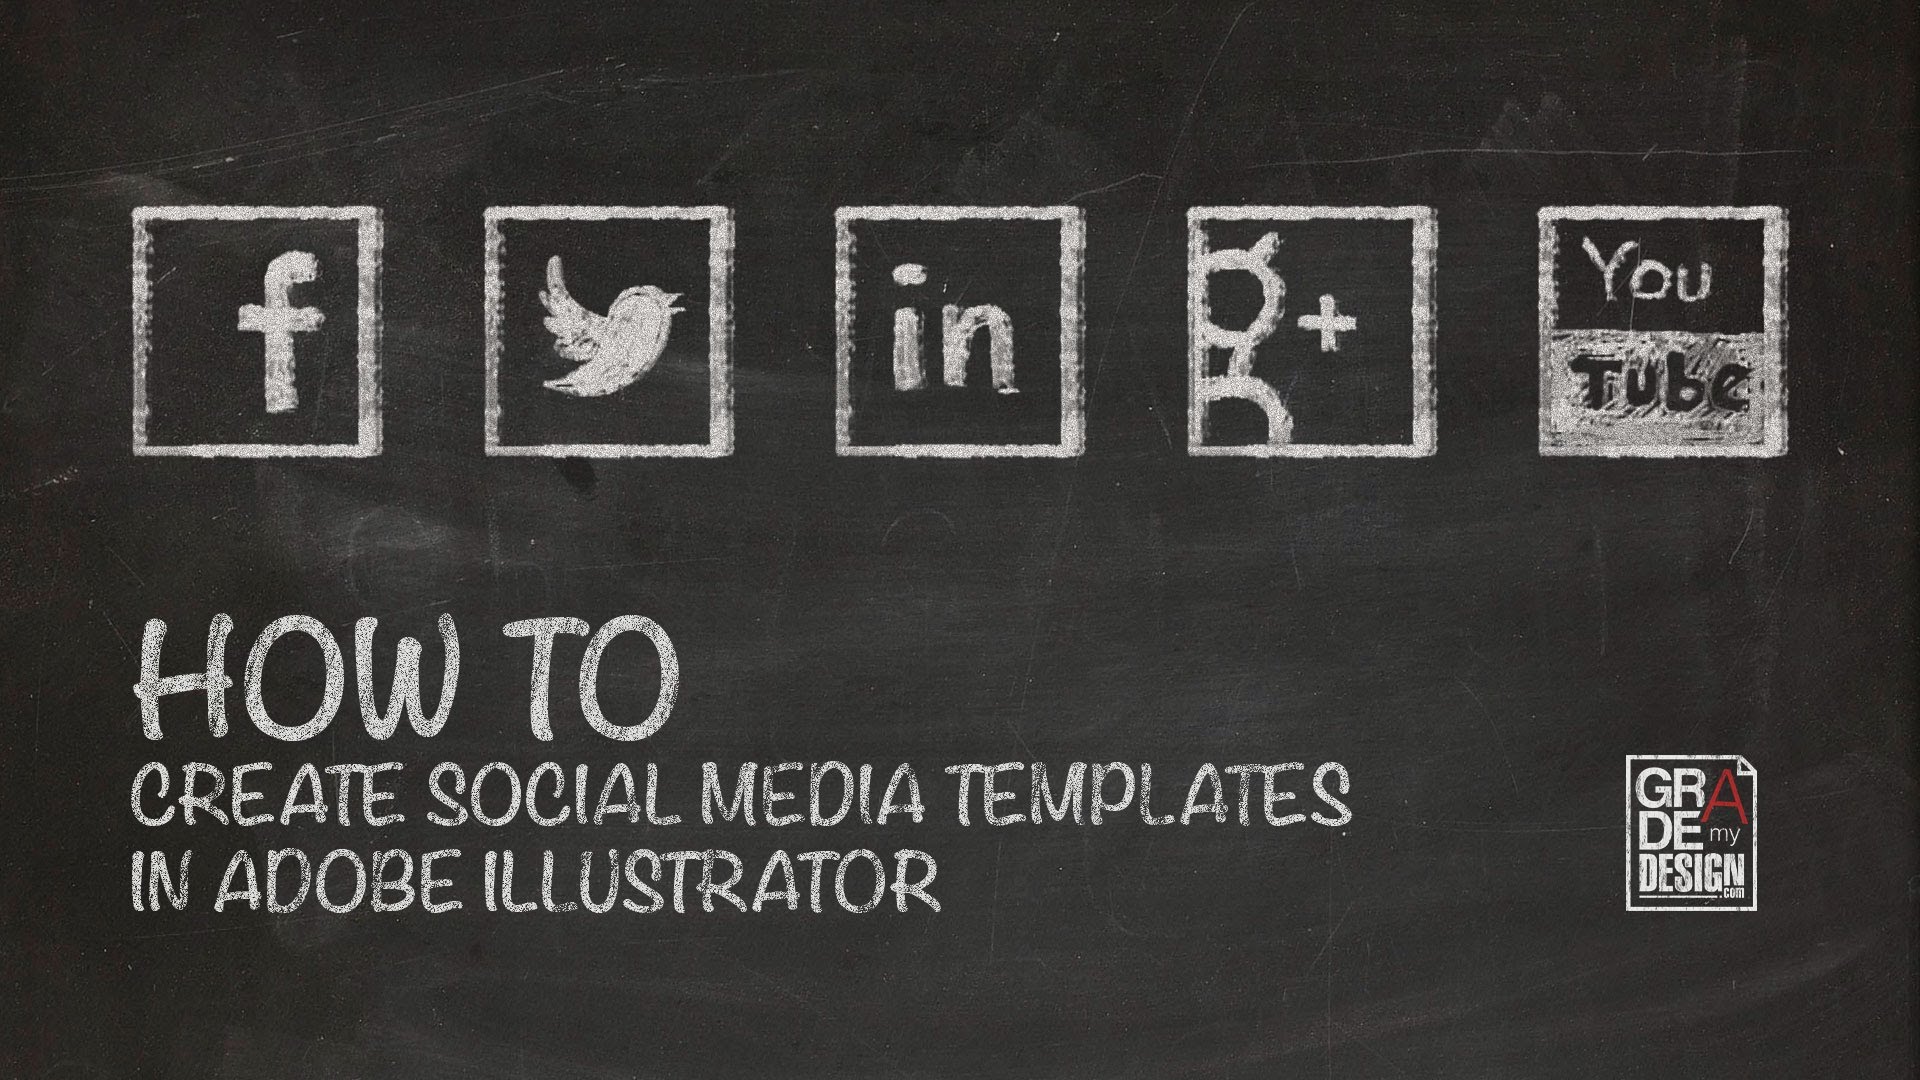 f
in
g+
You
Tube
HOW TO
CREATE SOCIAL MEDIA TEMPLATES
IN ADOBE ILLUSTRATOR
GRA
DE my
DESIGN
.com